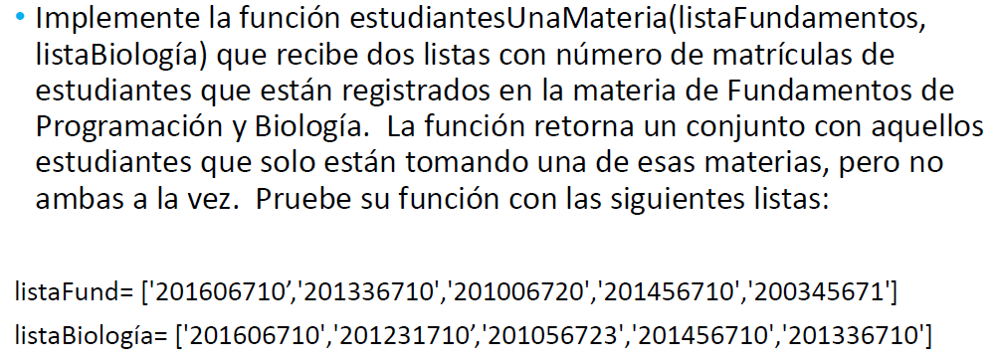 • Implemente la función estudiantesUnaMateria(listaFundamentos,
listaBiología) que recibe dos listas con número de matrículas de
estudiantes que están registrados en la materia de Fundamentos de
Programación y Biología.  La función retorna un conjunto con aquellos
estudiantes que solo están tomando una de esas materias, pero no
ambas a la vez.  Pruebe su función con las siguientes listas:
listaFund= ['201606710’,'201336710','201006720','201456710','200345671']
listaBiología= ['201606710','201231710’,'201056723','201456710','201336710']